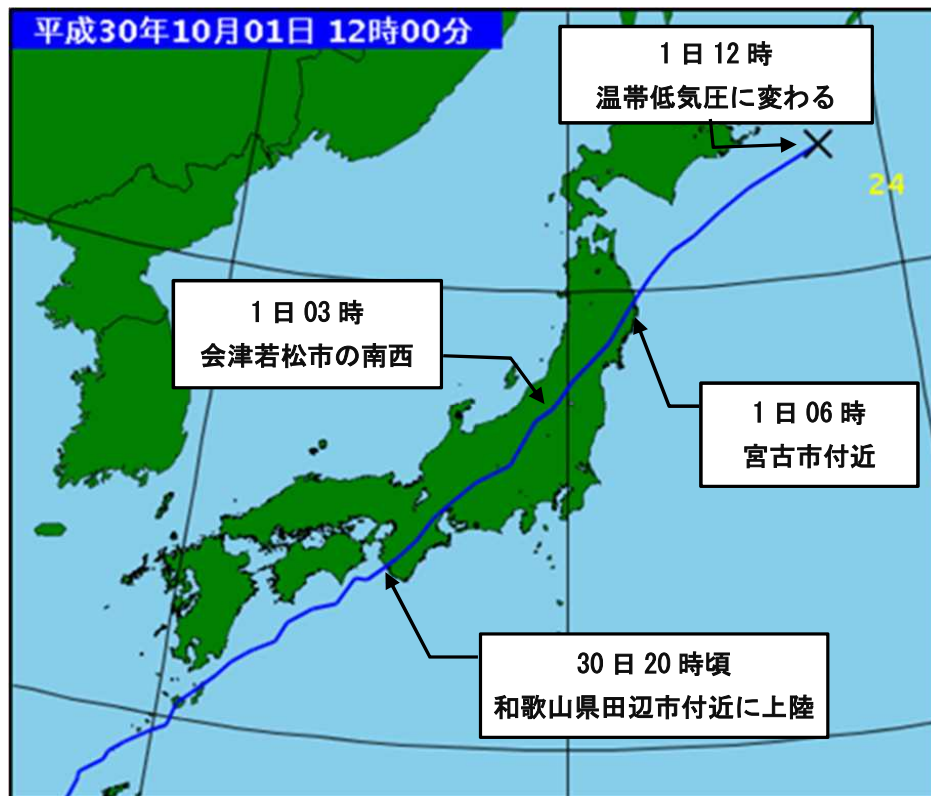 平成30年10月01日 12時00分
1日12時
温帯低気圧に変わる
24
1日03時
会津若松市の南西
1日06時
宮古市付近
30日20時頃
和歌山県田辺市付近に上陸